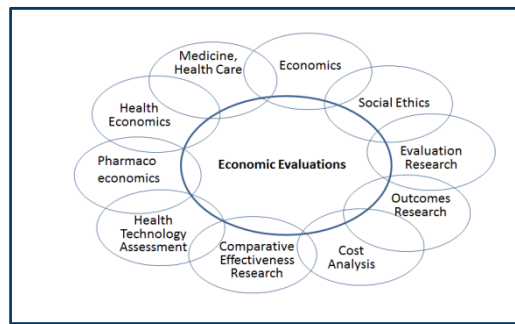 Medicine,
Health Care
Economics
Social Ethics
Evaluation
Research
Outcomes
Research
Cost
Analysis
Comparative
Effectiveness
Research
Health
Technology
Assessment
Pharmaco
economics
Health
Economics
Economic Evaluations